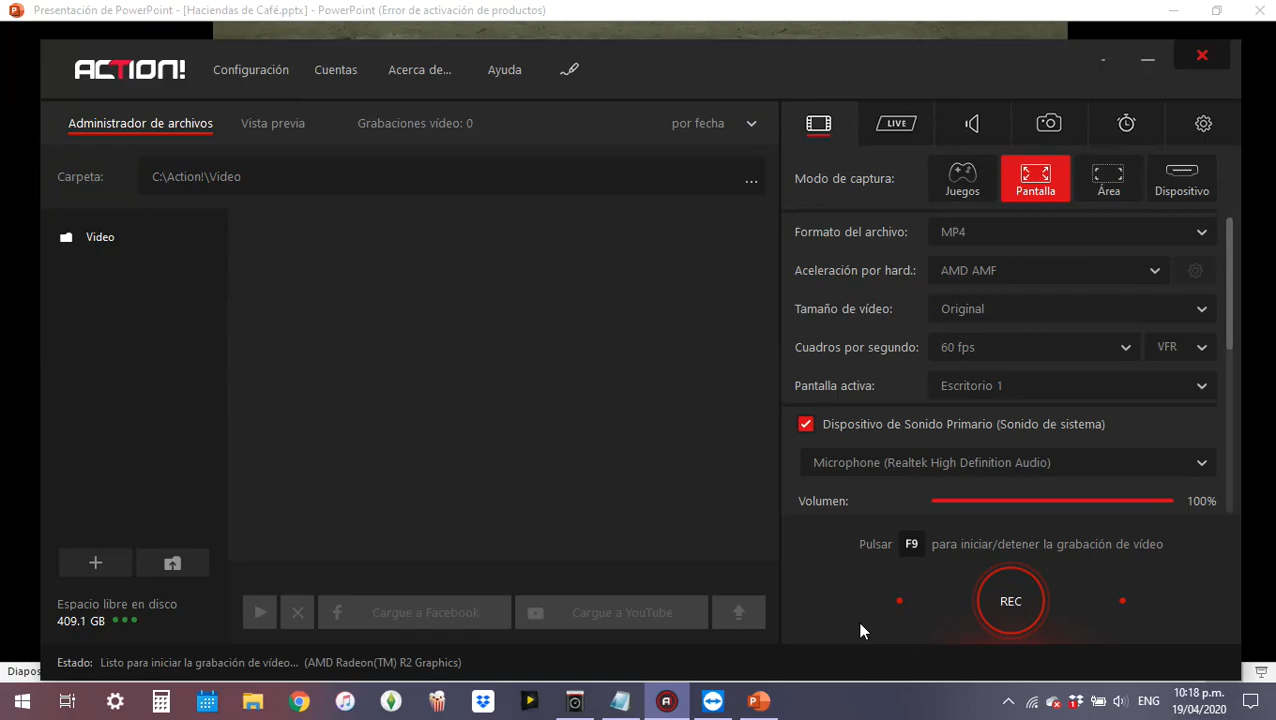 Presentación de PowerPoint - [Haciendas de Café.pptx] - PowerPoint (Error de activación de productos)
ACTION! Configuración Cuentas Acerca de... Ayuda
Administrador de archivos Vista previa Grabaciones vídeo: 0 por fecha
LIVE
Carpeta: C:\Action!\Video ...
Modo de captura: Juegos Pantalla Área Dispositivo
Video
Formato del archivo: MP4
Aceleración por hard.: AMD AMF
Tamaño de vídeo: Original
Cuadros por segundo: 60 fps VFR
Pantalla activa: Escritorio 1
Dispositivo de Sonido Primario (Sonido de sistema)
Microphone (Realtek High Definition Audio)
Volumen: 100%
Pulsar F9 para iniciar/detener la grabación de vídeo
REC
Espacio libre en disco
409.1 GB
Cargue a Facebook Cargue a YouTube
Estado: Listo para iniciar la grabación de vídeo... (AMD Radeon(TM) R2 Graphics)
Diapos
ENG
10:18 p.m.
19/04/2020